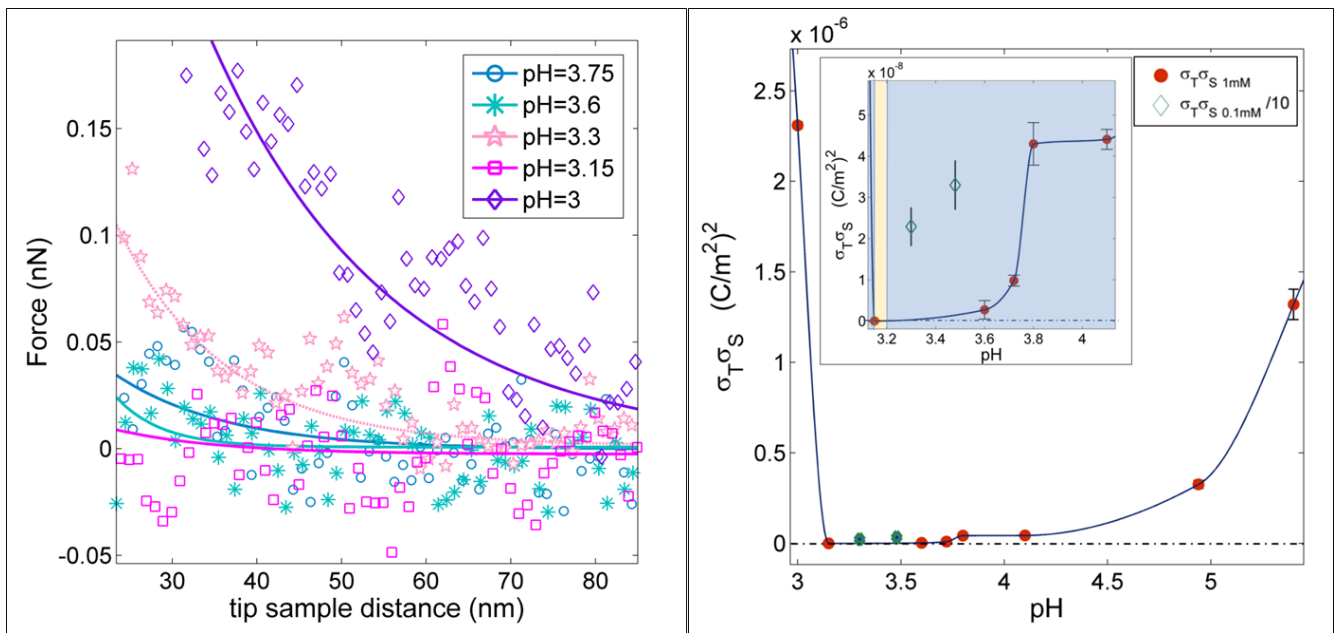 Force (nN)
0.15
0.1
0.05
0
-0.05
30 40 50 60 70 80
tip sample distance (nm)
pH=3.75
pH=3.6
pH=3.3
pH=3.15
pH=3
x 10⁻⁶
σTσS (C/m²)²
2.5
2
1.5
1
0.5
0
3 3.5 4 4.5 5
pH
σTσS 1mM
σTσS 0.1mM /10
x 10⁻⁸
σTσS (C/m²)²
5
4
3
2
1
0
3.2 3.4 3.6 3.8 4
pH